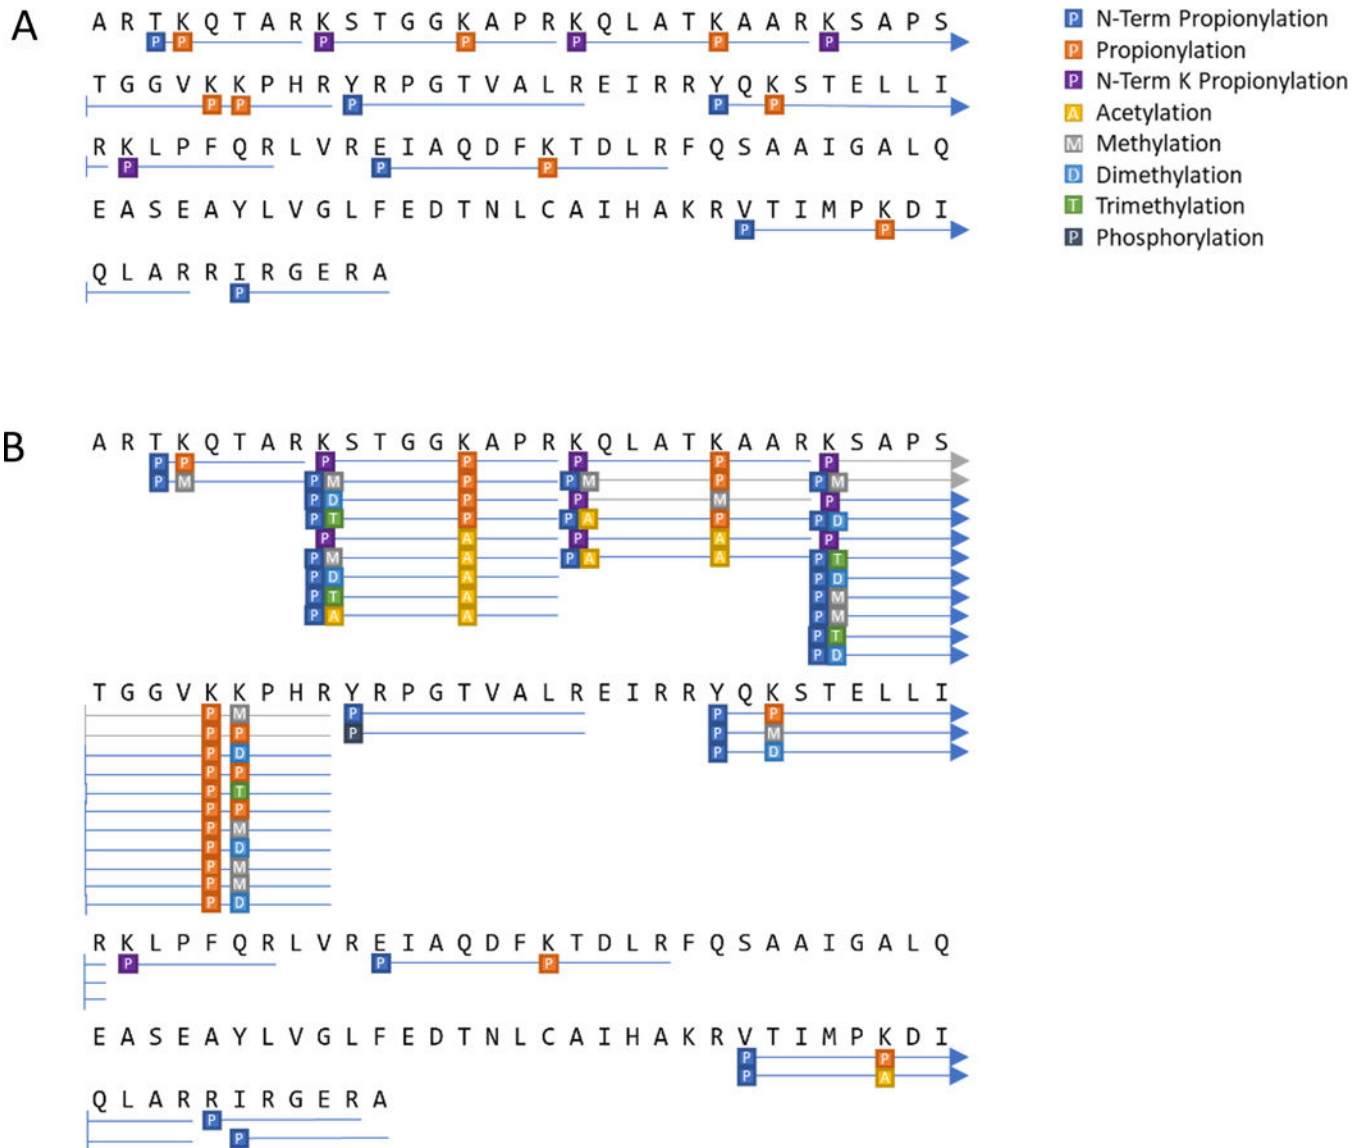 A
A R T K Q T A R K S T G G K A P R K Q L A T K A A R K S A P S
P P P P P P P
T G G V K K P H R Y R P G T V A L R E I R R Y Q K S T E L L I
P P P P P
R K L P F Q R L V R E I A Q D F K T D L R F Q S A A I G A L Q
P P P
E A S E A Y L V G L F E D T N L C A I H A K R V T I M P K D I
P P
Q L A R R I R G E R A
P
P N-Term Propionylation
P Propionylation
P N-Term K Propionylation
A Acetylation
M Methylation
D Dimethylation
T Trimethylation
P Phosphorylation
B
A R T K Q T A R K S T G G K A P R K Q L A T K A A R K S A P S
P P P P P P P
P M P M P P M P P M
P D P P M P
P T P P A P P D
P A P A P
P M A P A A P T
P D A P D
P T A P M
P A A P M
P T
P D
T G G V K K P H R Y R P G T V A L R E I R R Y Q K S T E L L I
P M P P P
P P P P M
P D P D
P P
P T
P P
P M
P D
P M
P M
P D
R K L P F Q R L V R E I A Q D F K T D L R F Q S A A I G A L Q
P P P
E A S E A Y L V G L F E D T N L C A I H A K R V T I M P K D I
P P
P A
Q L A R R I R G E R A
P
P